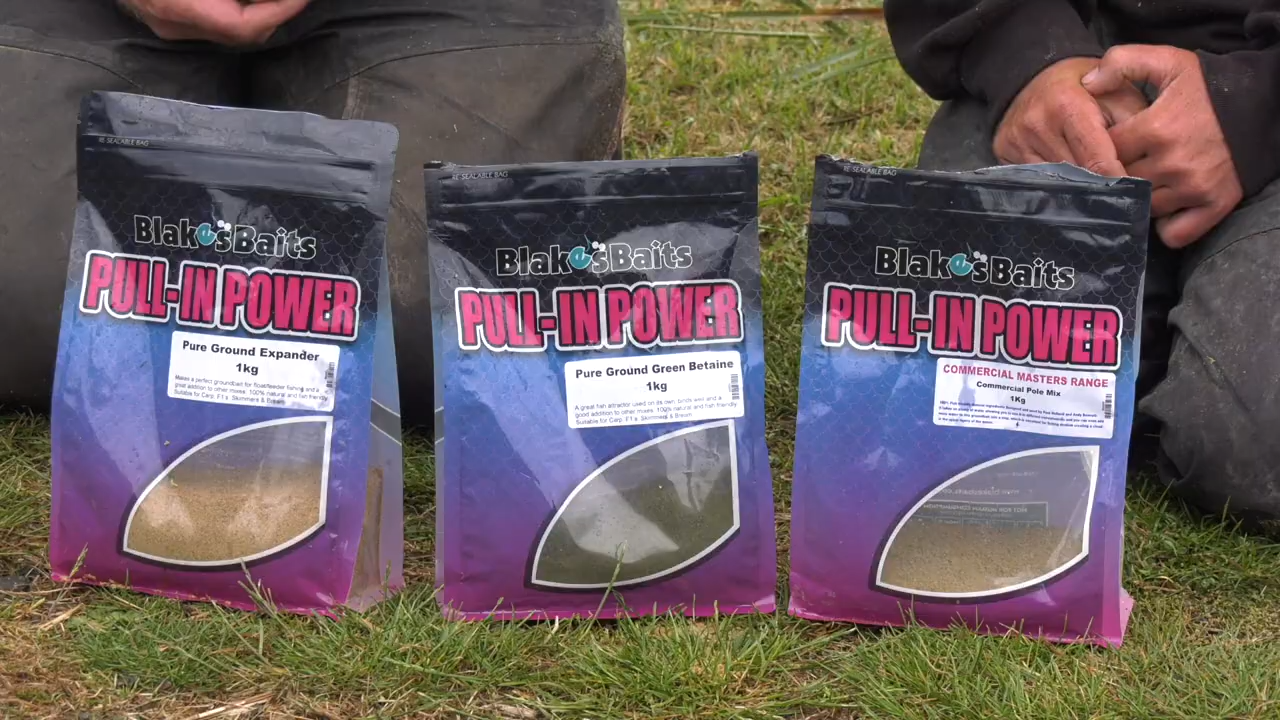 RE-SEALABLE BAG
Blakes Baits
PULL-IN POWER
Pure Ground Expander
1kg
Makes a perfect groundbait for float/feeder fishing and a
great addition to other mixes. 100% natural and fish friendly
Suitable for Carp, F1's, Skimmers & Bream
RE-SEALABLE BAG
Blakes Baits
PULL-IN POWER
Pure Ground Green Betaine
1kg
A great fish attractor used on its own, binds well and a
good addition to other mixes. 100% natural and fish friendly
Suitable for Carp, F1's, Skimmers & Bream
RE-SEALABLE BAG
Blakes Baits
PULL-IN POWER
COMMERCIAL MASTERS RANGE
Commercial Pole Mix
1Kg
NOT FOR HUMAN CONSUMPTION